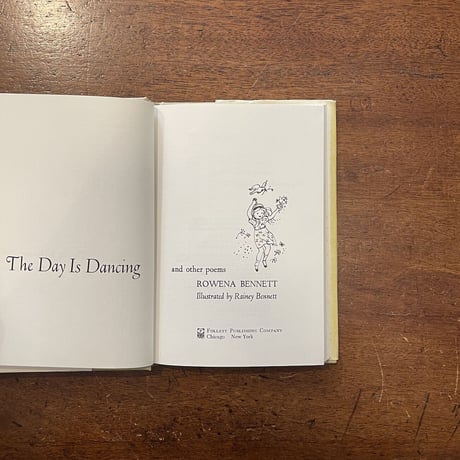 The Day Is Dancing
and other poems
ROWENA BENNETT
Illustrated by Rainey Bennett
FOLLETT PUBLISHING COMPANY
Chicago New York